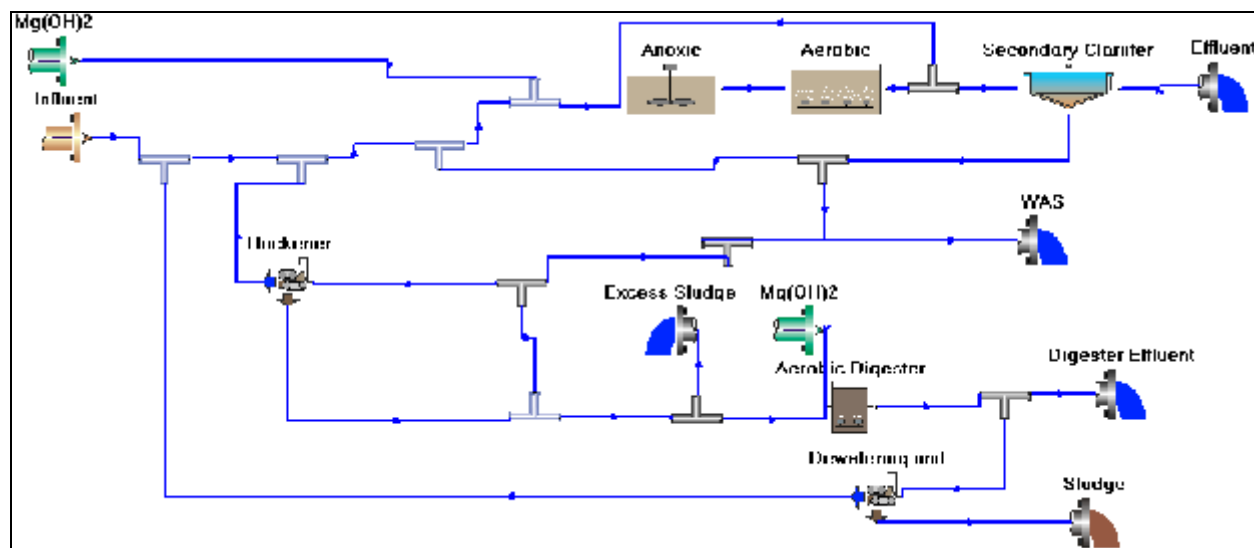 Mg(OH)2
Influent
Anoxic
Aerobic
Secondary Clarifier
Effluent
WAS
Thickener
Excess Sludge
Mg(OH)2
Aerobic Digester
Digester Effluent
Dewatering and
Sludge